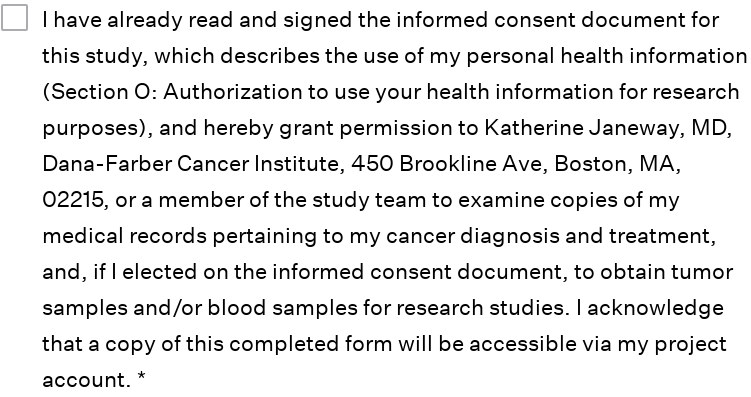 I have already read and signed the informed consent document for
this study, which describes the use of my personal health information
(Section O: Authorization to use your health information for research
purposes), and hereby grant permission to Katherine Janeway, MD,
Dana-Farber Cancer Institute, 450 Brookline Ave, Boston, MA,
02215, or a member of the study team to examine copies of my
medical records pertaining to my cancer diagnosis and treatment,
and, if I elected on the informed consent document, to obtain tumor
samples and/or blood samples for research studies. I acknowledge
that a copy of this completed form will be accessible via my project
account. *